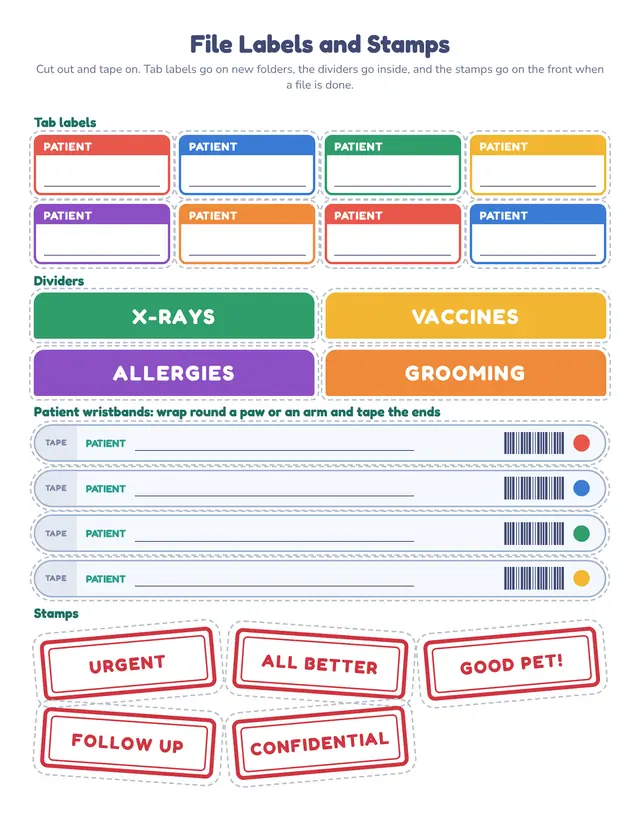 File Labels and Stamps
Cut out and tape on. Tab labels go on new folders, the dividers go inside, and the stamps go on the front when
a file is done.
Tab labels
PATIENT PATIENT PATIENT PATIENT
PATIENT PATIENT PATIENT PATIENT
Dividers
X-RAYS VACCINES
ALLERGIES GROOMING
Patient wristbands: wrap round a paw or an arm and tape the ends
TAPE PATIENT
TAPE PATIENT
TAPE PATIENT
TAPE PATIENT
Stamps
URGENT ALL BETTER GOOD PET!
FOLLOW UP CONFIDENTIAL